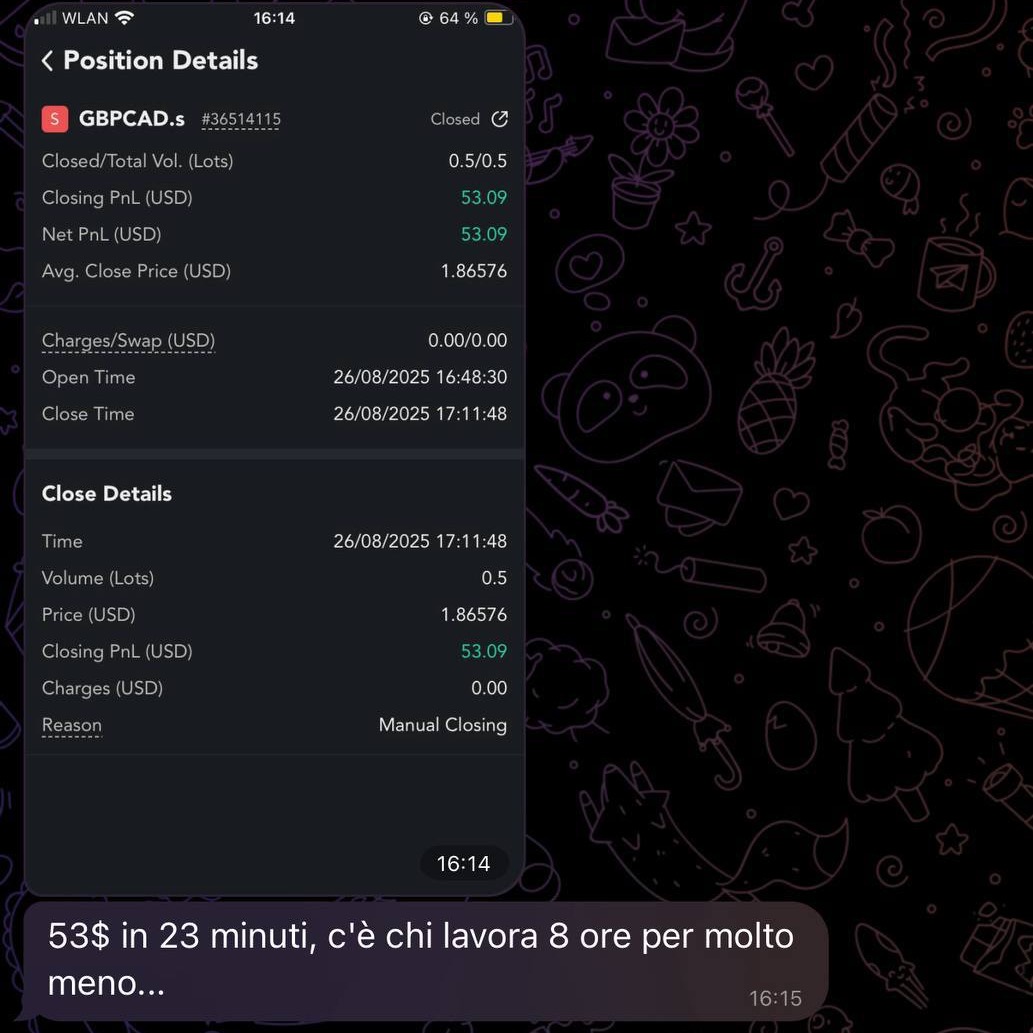 WLAN 16:14 64 %
Position Details
S GBPCAD.s #36514115 Closed
Closed/Total Vol. (Lots) 0.5/0.5
Closing PnL (USD) 53.09
Net PnL (USD) 53.09
Avg. Close Price (USD) 1.86576
Charges/Swap (USD) 0.00/0.00
Open Time 26/08/2025 16:48:30
Close Time 26/08/2025 17:11:48
Close Details
Time 26/08/2025 17:11:48
Volume (Lots) 0.5
Price (USD) 1.86576
Closing PnL (USD) 53.09
Charges (USD) 0.00
Reason Manual Closing
16:14
53$ in 23 minuti, c'è chi lavora 8 ore per molto
meno...
16:15